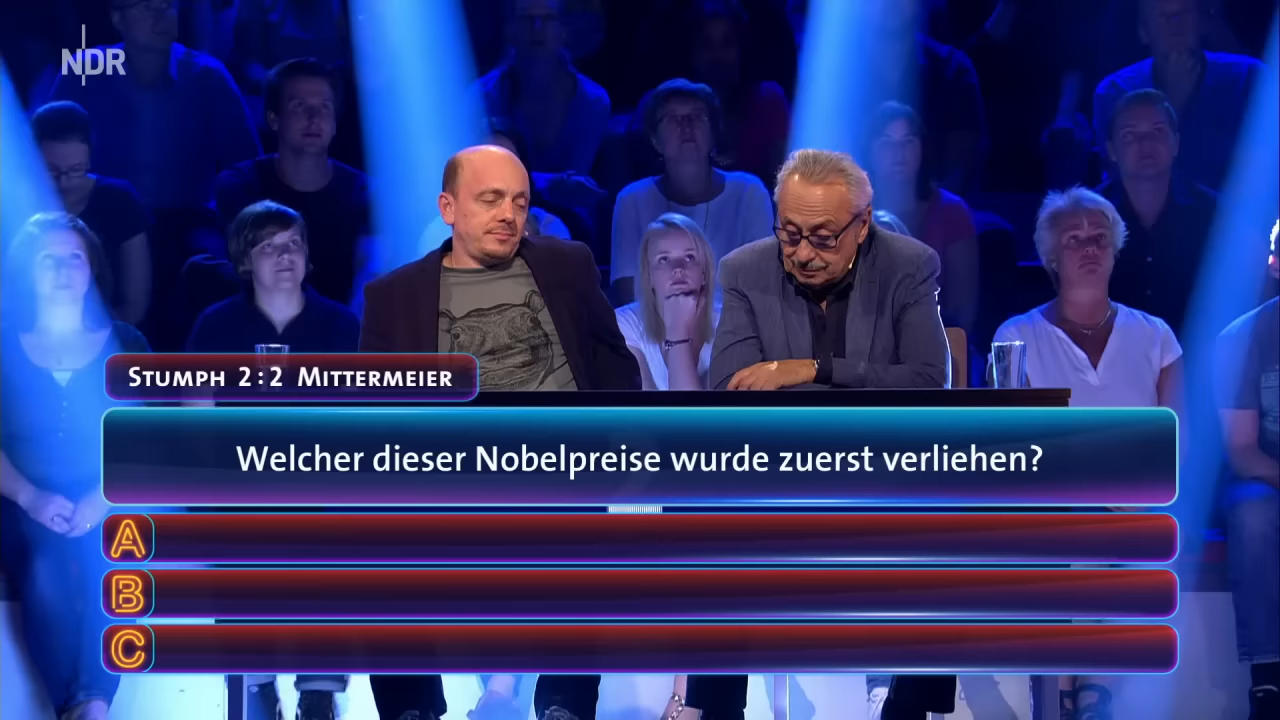 NDR
STUMPH 2:2 MITTERMEIER
Welcher dieser Nobelpreise wurde zuerst verliehen?
A
B
C